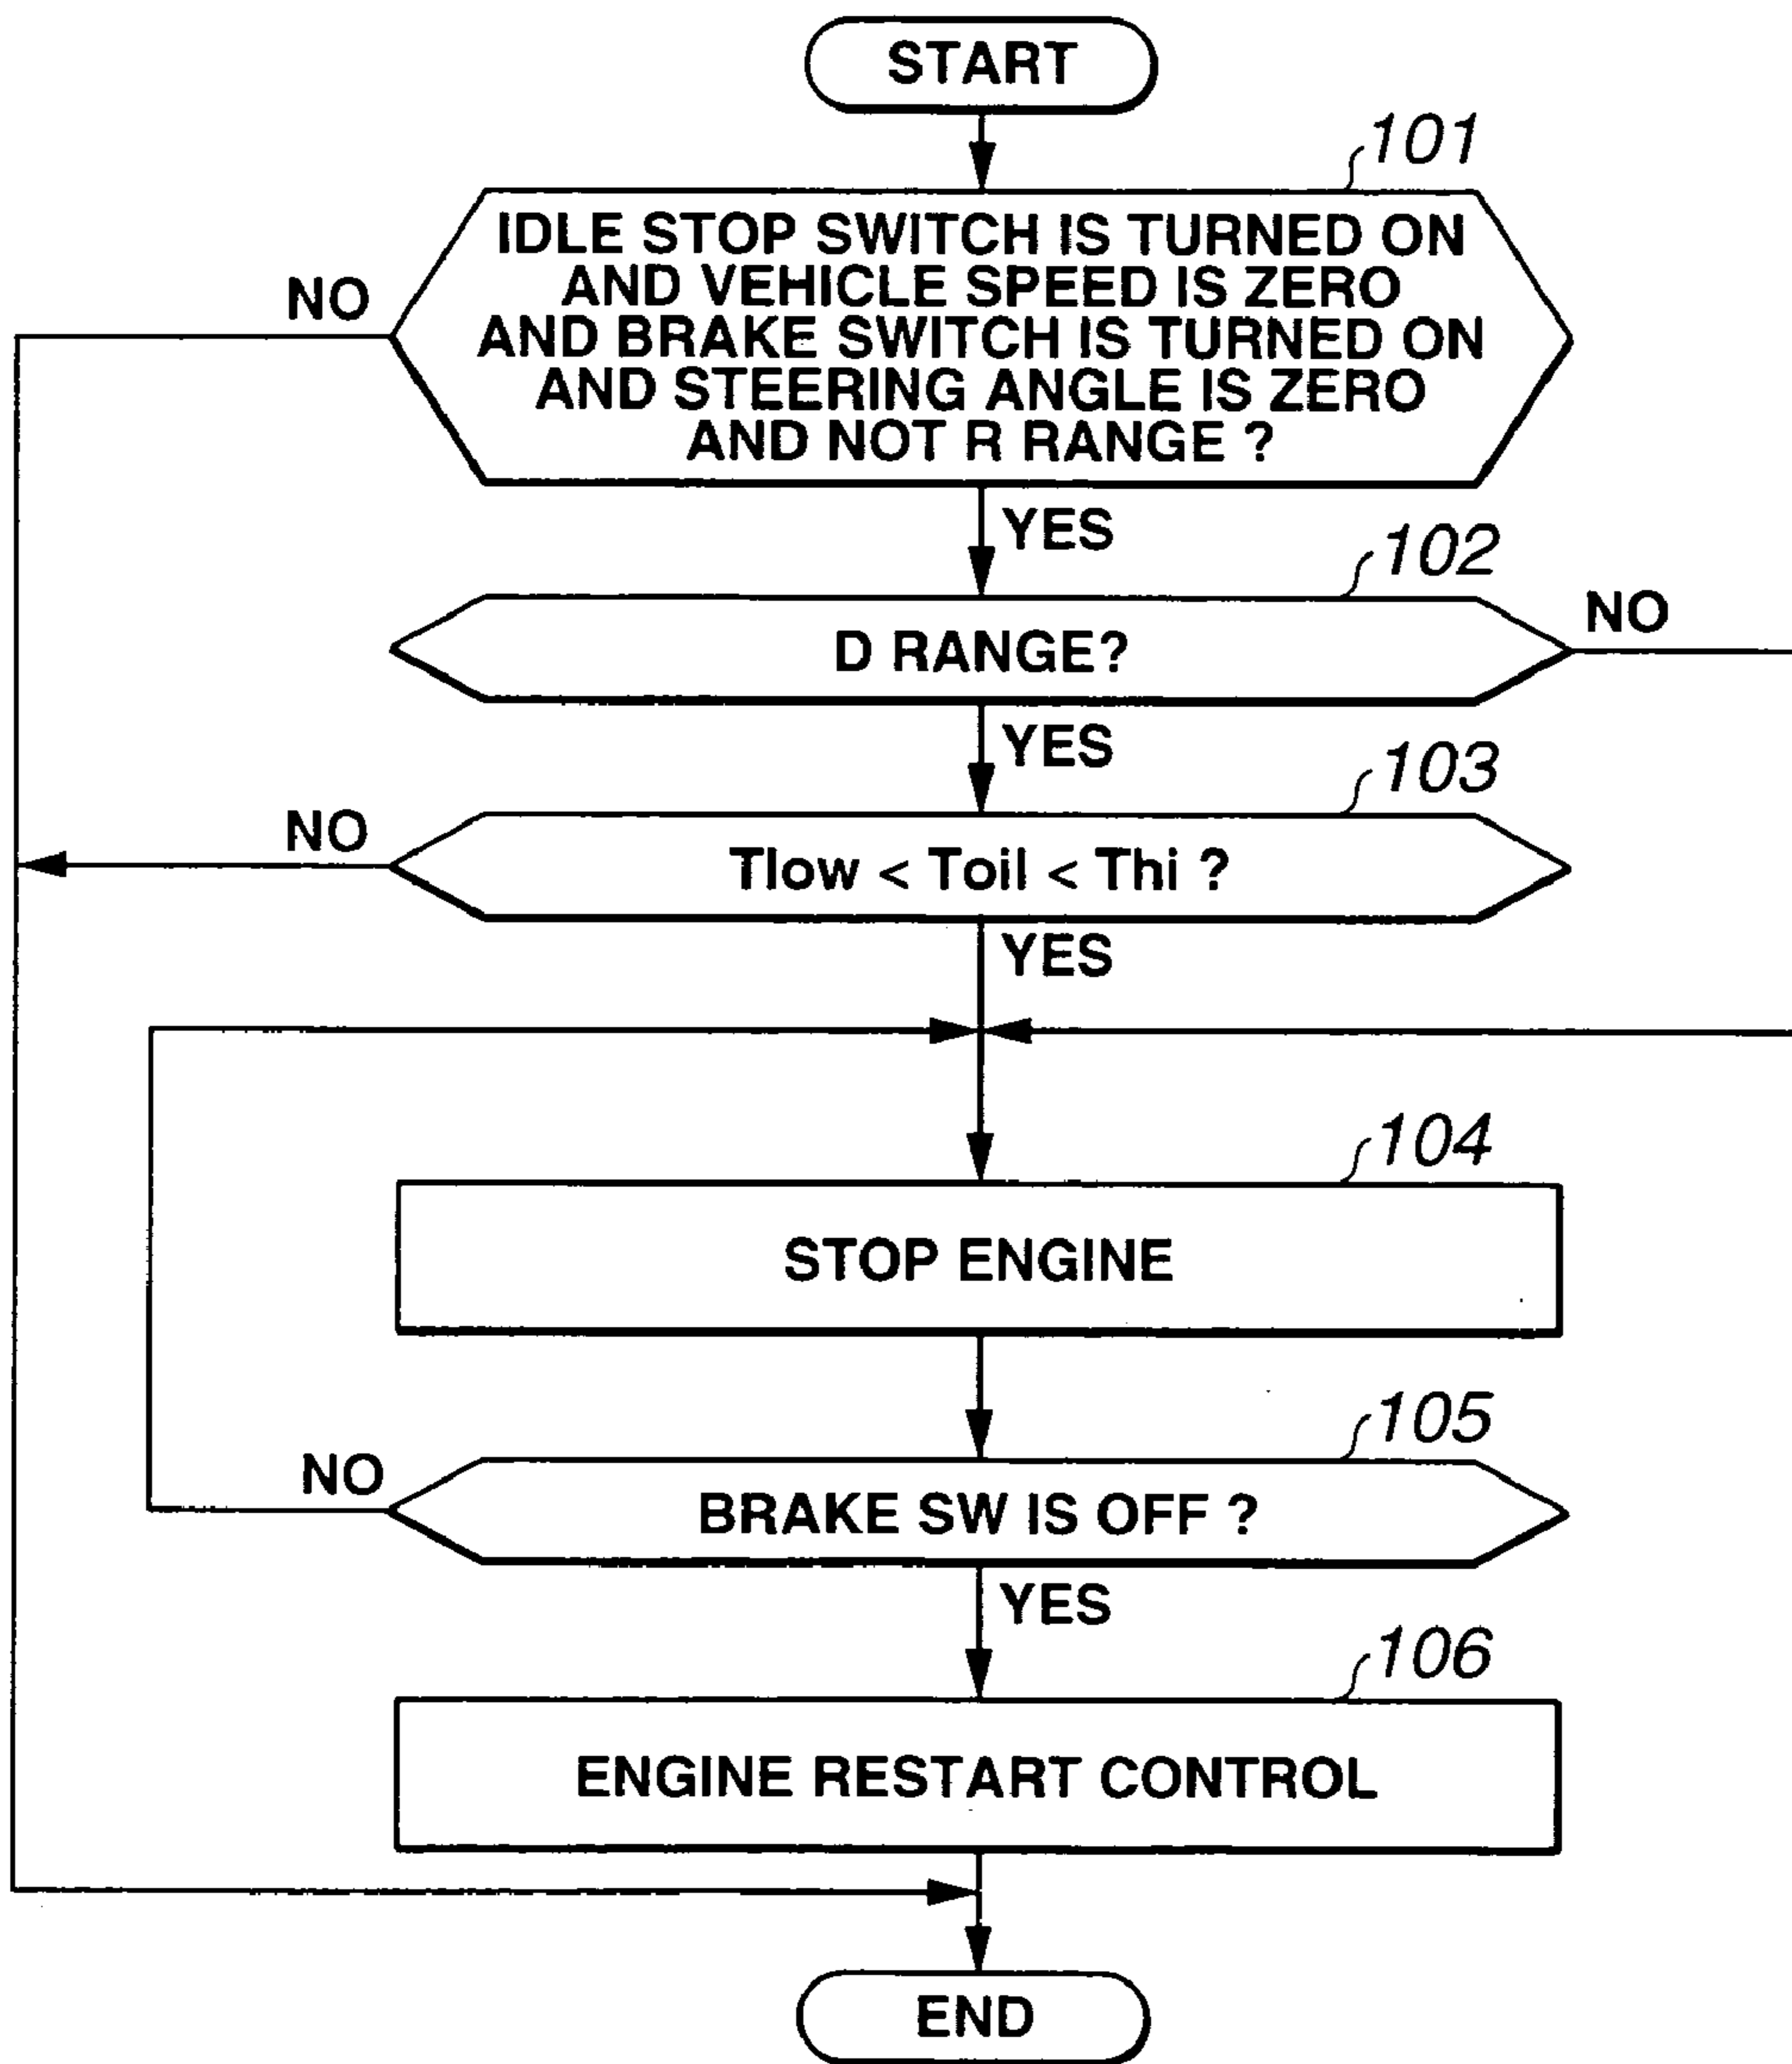 START
101
IDLE STOP SWITCH IS TURNED ON
AND VEHICLE SPEED IS ZERO
AND BRAKE SWITCH IS TURNED ON
AND STEERING ANGLE IS ZERO
AND NOT R RANGE ?
NO
YES
102
D RANGE?
NO
YES
103
Tlow < Toil < Thi ?
NO
YES
104
STOP ENGINE
105
BRAKE SW IS OFF ?
NO
YES
106
ENGINE RESTART CONTROL
END